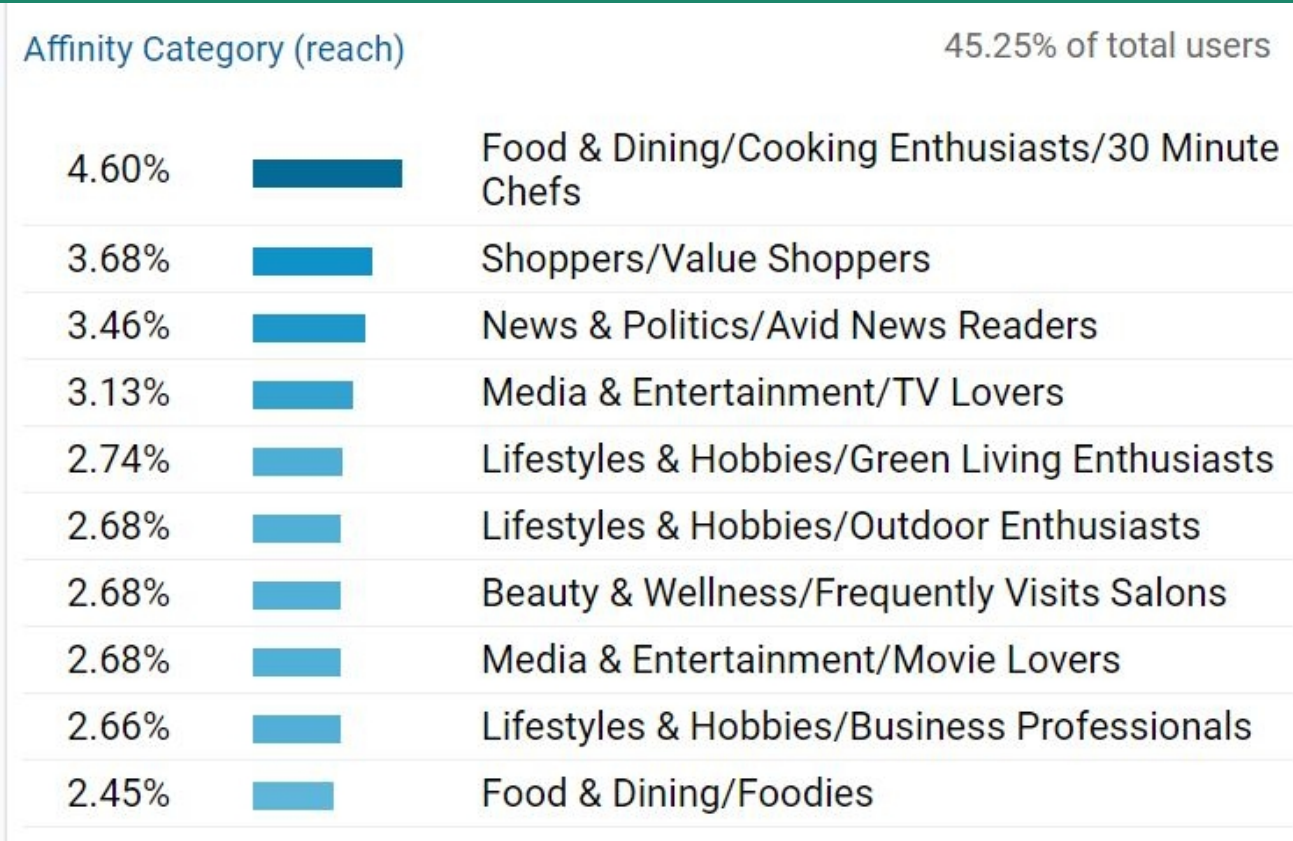 Affinity Category (reach)
45.25% of total users
4.60%
Food & Dining/Cooking Enthusiasts/30 Minute
Chefs
3.68%
Shoppers/Value Shoppers
3.46%
News & Politics/Avid News Readers
3.13%
Media & Entertainment/TV Lovers
2.74%
Lifestyles & Hobbies/Green Living Enthusiasts
2.68%
Lifestyles & Hobbies/Outdoor Enthusiasts
2.68%
Beauty & Wellness/Frequently Visits Salons
2.68%
Media & Entertainment/Movie Lovers
2.66%
Lifestyles & Hobbies/Business Professionals
2.45%
Food & Dining/Foodies